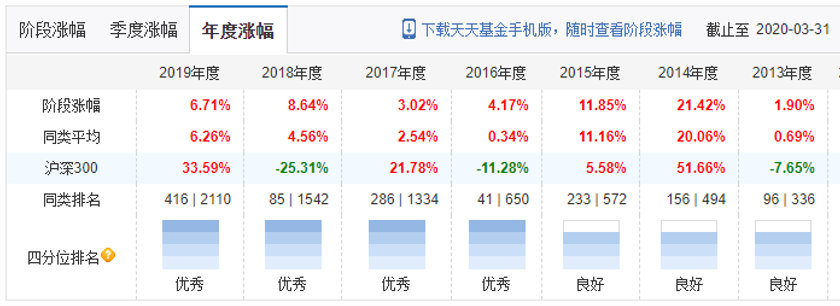 阶段涨幅 季度涨幅 年度涨幅 下载天天基金手机版，随时查看阶段涨幅 截止至 2020-03-31
2019年度 2018年度 2017年度 2016年度 2015年度 2014年度 2013年度
阶段涨幅 6.71% 8.64% 3.02% 4.17% 11.85% 21.42% 1.90%
同类平均 6.26% 4.56% 2.54% 0.34% 11.16% 20.06% 0.69%
沪深300 33.59% -25.31% 21.78% -11.28% 5.58% 51.66% -7.65%
同类排名 416 | 2110 85 | 1542 286 | 1334 41 | 650 233 | 572 156 | 494 96 | 336
四分位排名 ?
优秀 优秀 优秀 优秀 良好 良好 良好